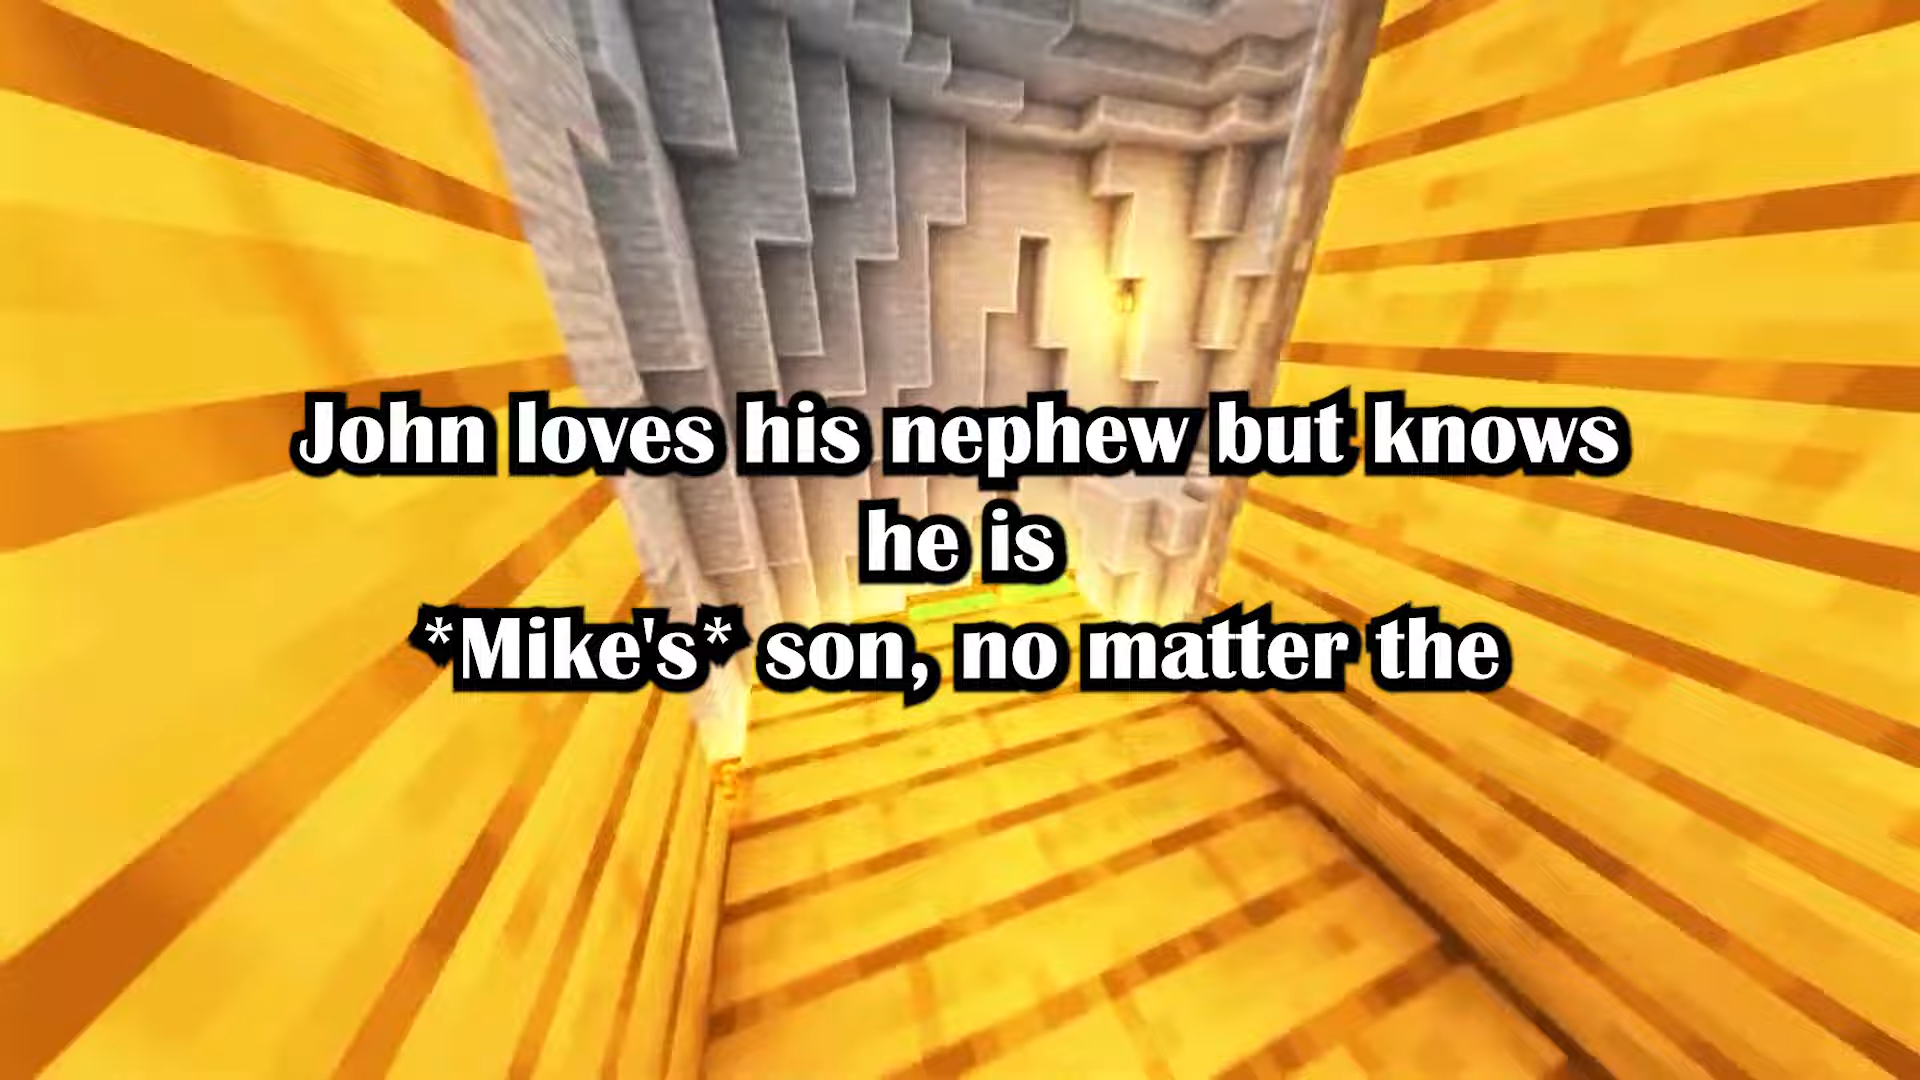 John loves his nephew but knows
he is
*Mike's* son, no matter the